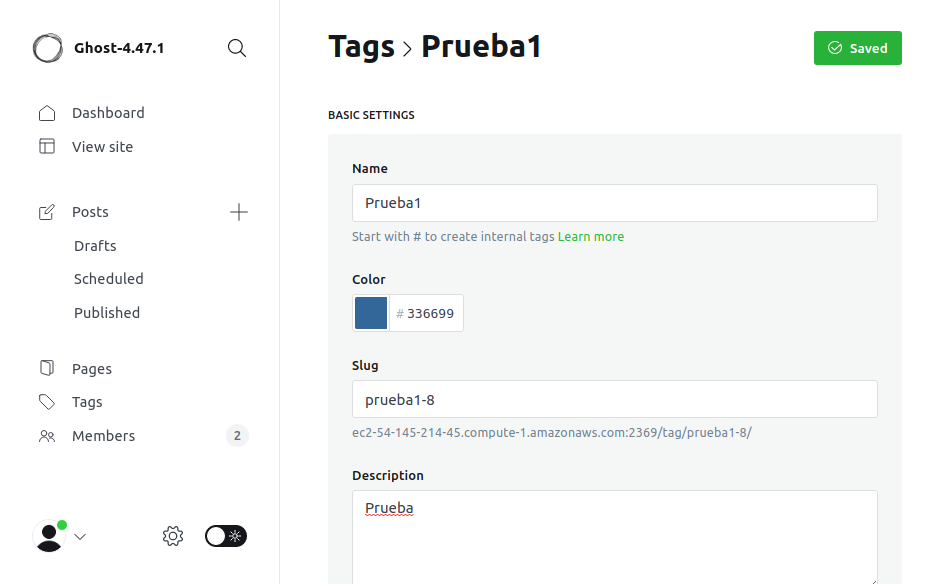 Ghost-4.47.1
Dashboard
View site
Posts
Drafts
Scheduled
Published
Pages
Tags
Members
2
Tags > Prueba1
Saved
BASIC SETTINGS
Name
Prueba1
Start with # to create internal tags Learn more
Color
# 336699
Slug
prueba1-8
ec2-54-145-214-45.compute-1.amazonaws.com:2369/tag/prueba1-8/
Description
Prueba